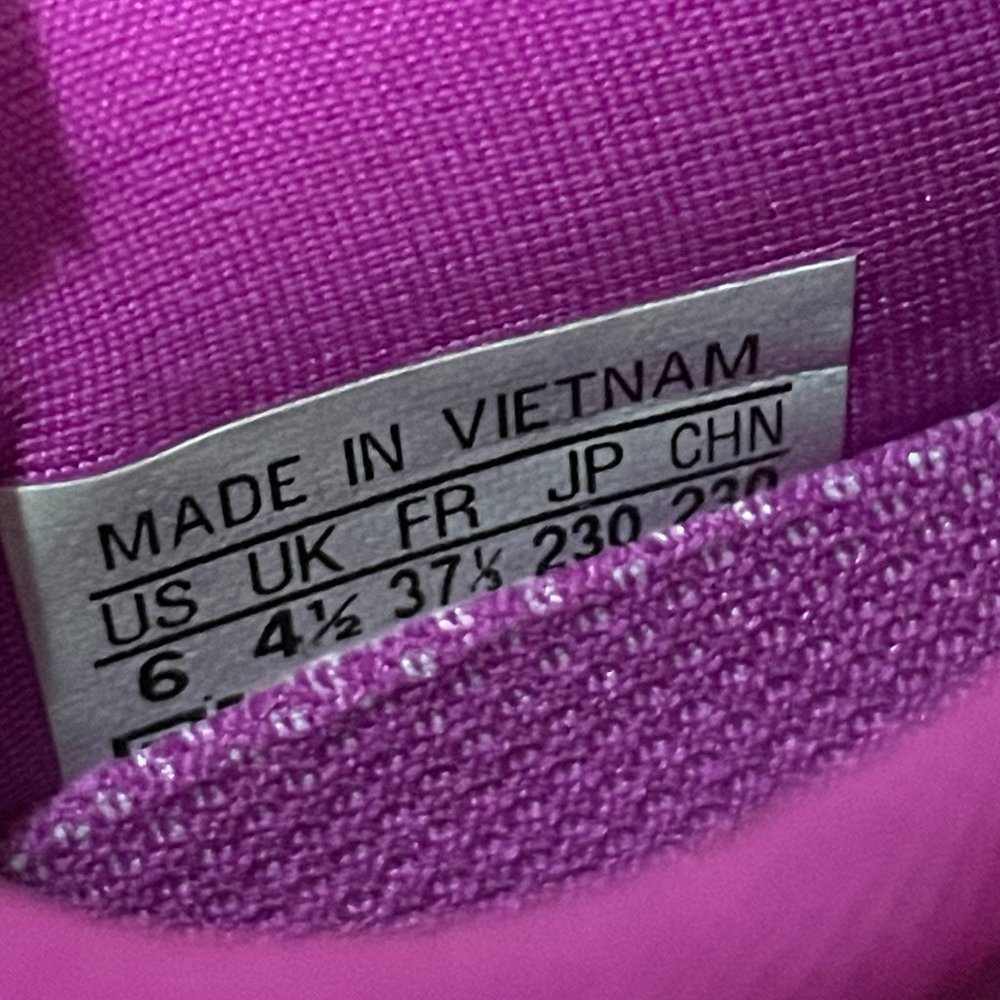 MADE IN VIETNAM
US UK FR JP CHN
6 4½ 37⅓ 230 230